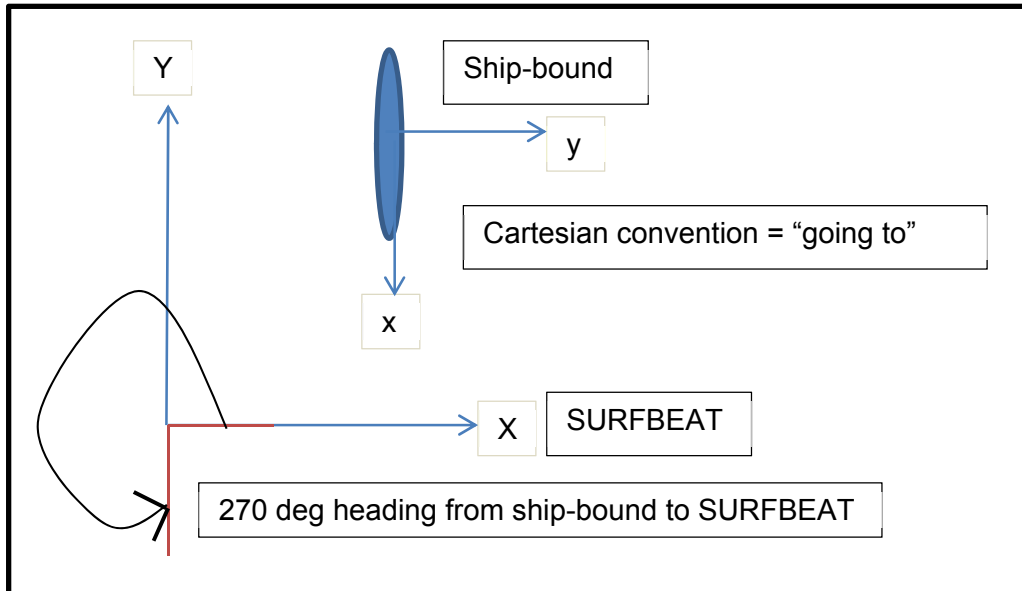 Y
Ship-bound
y
Cartesian convention = “going to”
x
X
SURFBEAT
270 deg heading from ship-bound to SURFBEAT